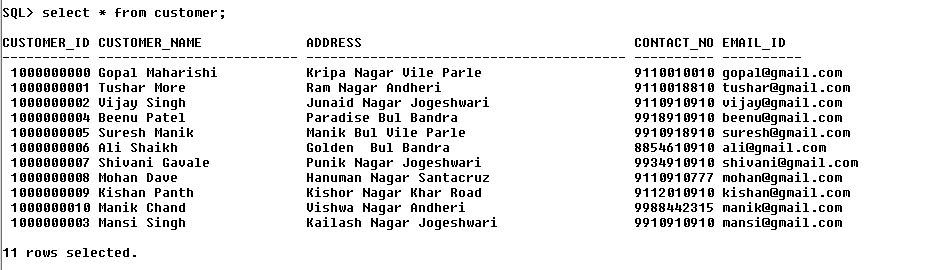 SQL> select * from customer;
CUSTOMER_ID CUSTOMER_NAME ADDRESS CONTACT_NO EMAIL_ID
----------- ------------------------- ---------------------------------------- ---------- ----------
1000000000 Gopal Maharishi Kripa Nagar Vile Parle 9110010010 gopal@gmail.com
1000000001 Tushar More Ram Nagar Andheri 9110018810 tushar@gmail.com
1000000002 Vijay Singh Junaid Nagar Jogeshwari 9110910910 vijay@gmail.com
1000000004 Beenu Patel Paradise Bul Bandra 9918910910 beenu@gmail.com
1000000005 Suresh Manik Manik Bul Vile Parle 9910918910 suresh@gmail.com
1000000006 Ali Shaikh Golden  Bul Bandra 8854610910 ali@gmail.com
1000000007 Shivani Gavale Punik Nagar Jogeshwari 9934910910 shivani@gmail.com
1000000008 Mohan Dave Hanuman Nagar Santacruz 9110910777 mohan@gmail.com
1000000009 Kishan Panth Kishor Nagar Khar Road 9112010910 kishan@gmail.com
1000000010 Manik Chand Vishwa Nagar Andheri 9988442315 manik@gmail.com
1000000003 Mansi Singh Kailash Nagar Jogeshwari 9910910910 mansi@gmail.com
11 rows selected.